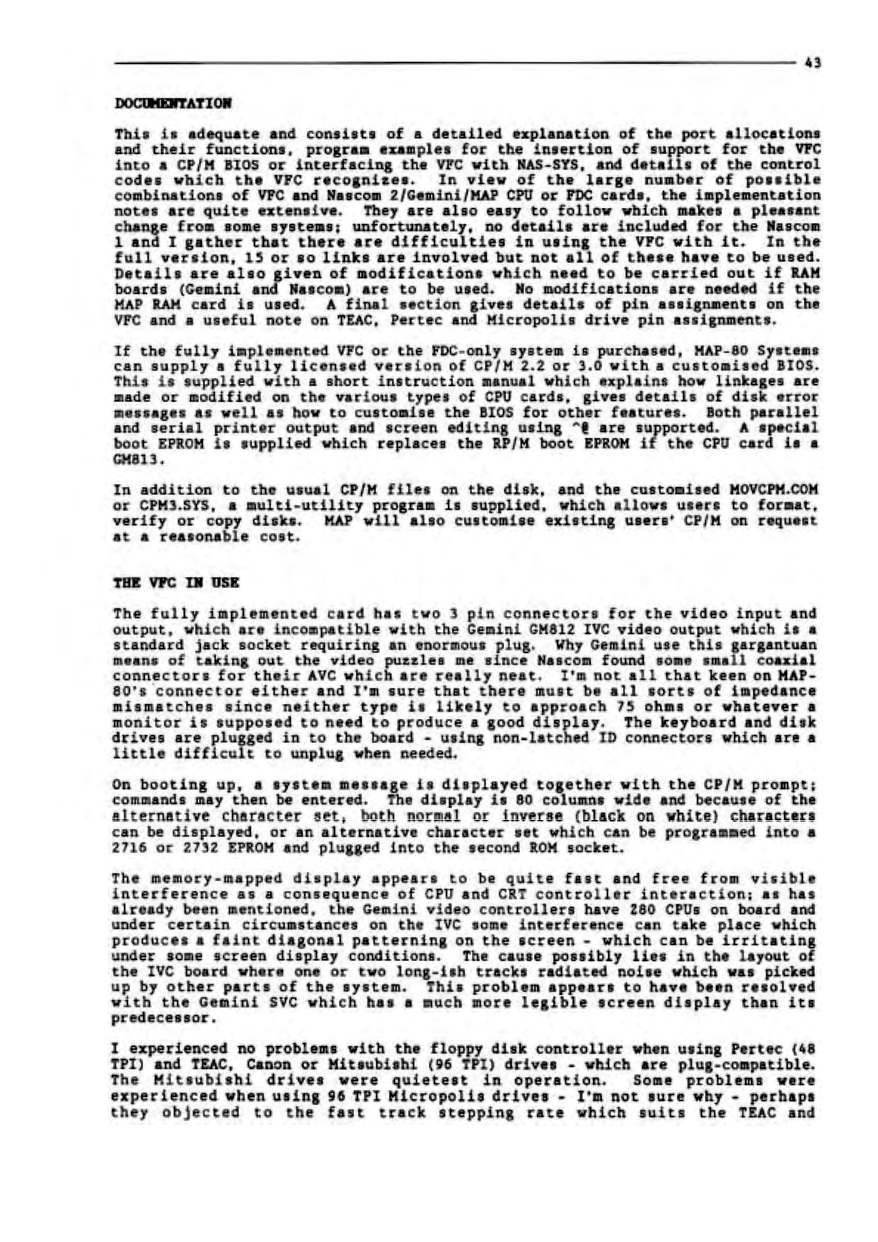 43
DOCUMENTATION
This is adequate and consists of a detailed explanation of the port allocations
and their functions, program examples for the insertion of support for the VFC
into a CP/M BIOS or interfacing the VFC with NAS-SYS, and details of the control
codes which the VFC recognizes. In view of the large number of possible
combinations of VFC and Nascom 2/Gemini/MAP CPU or FDC cards, the implementation
notes are quite extensive. They are also easy to follow which makes a pleasant
change from some systems; unfortunately, no details are included for the Nascom
1 and I gather that there are difficulties in using the VFC with it. In the
full version, 15 or so links are involved but not all of these have to be used.
Details are also given of modifications which need to be carried out if RAM
boards (Gemini and Nascom) are to be used. No modifications are needed if the
MAP RAM card is used. A final section gives details of pin assignments on the
VFC and a useful note on TEAC, Pertec and Micropolis drive pin assignments.
If the fully implemented VFC or the FDC-only system is purchased, MAP-80 Systems
can supply a fully licensed version of CP/M 2.2 or 3.0 with a customised BIOS.
This is supplied with a short instruction manual which explains how linkages are
made or modified on the various types of CPU cards, gives details of disk error
messages as well as how to customise the BIOS for other features. Both parallel
and serial printer output and screen editing using ^@ are supported. A special
boot EPROM is supplied which replaces the RP/M boot EPROM if the CPU card is a
GM813.
In addition to the usual CP/M files on the disk, and the customised MOVCPM.COM
or CPM3.SYS, a multi-utility program is supplied, which allows users to format,
verify or copy disks. MAP will also customise existing users' CP/M on request
at a reasonable cost.
THE VFC IN USE
The fully implemented card has two 3 pin connectors for the video input and
output, which are incompatible with the Gemini GM812 IVC video output which is a
standard jack socket requiring an enormous plug. Why Gemini use this gargantuan
means of taking out the video puzzles me since Nascom found some small coaxial
connectors for their AVC which are really neat. I'm not all that keen on MAP-
80's connector either and I'm sure that there must be all sorts of impedance
mismatches since neither type is likely to approach 75 ohms or whatever a
monitor is supposed to need to produce a good display. The keyboard and disk
drives are plugged in to the board - using non-latched ID connectors which are a
little difficult to unplug when needed.
On booting up, a system message is displayed together with the CP/M prompt;
commands may then be entered. The display is 80 columns wide and because of the
alternative character set, both normal or inverse (black on white) characters
can be displayed, or an alternative character set which can be programmed into a
2716 or 2732 EPROM and plugged into the second ROM socket.
The memory-mapped display appears to be quite fast and free from visible
interference as a consequence of CPU and CRT controller interaction; as has
already been mentioned, the Gemini video controllers have Z80 CPUs on board and
under certain circumstances on the IVC some interference can take place which
produces a faint diagonal patterning on the screen - which can be irritating
under some screen display conditions. The cause possibly lies in the layout of
the IVC board where one or two long-ish tracks radiated noise which was picked
up by other parts of the system. This problem appears to have been resolved
with the Gemini SVC which has a much more legible screen display than its
predecessor.
I experienced no problems with the floppy disk controller when using Pertec (48
TPI) and TEAC, Canon or Mitsubishi (96 TPI) drives - which are plug-compatible.
The Mitsubishi drives were quietest in operation. Some problems were
experienced when using 96 TPI Micropolis drives - I'm not sure why - perhaps
they objected to the fast track stepping rate which suits the TEAC and